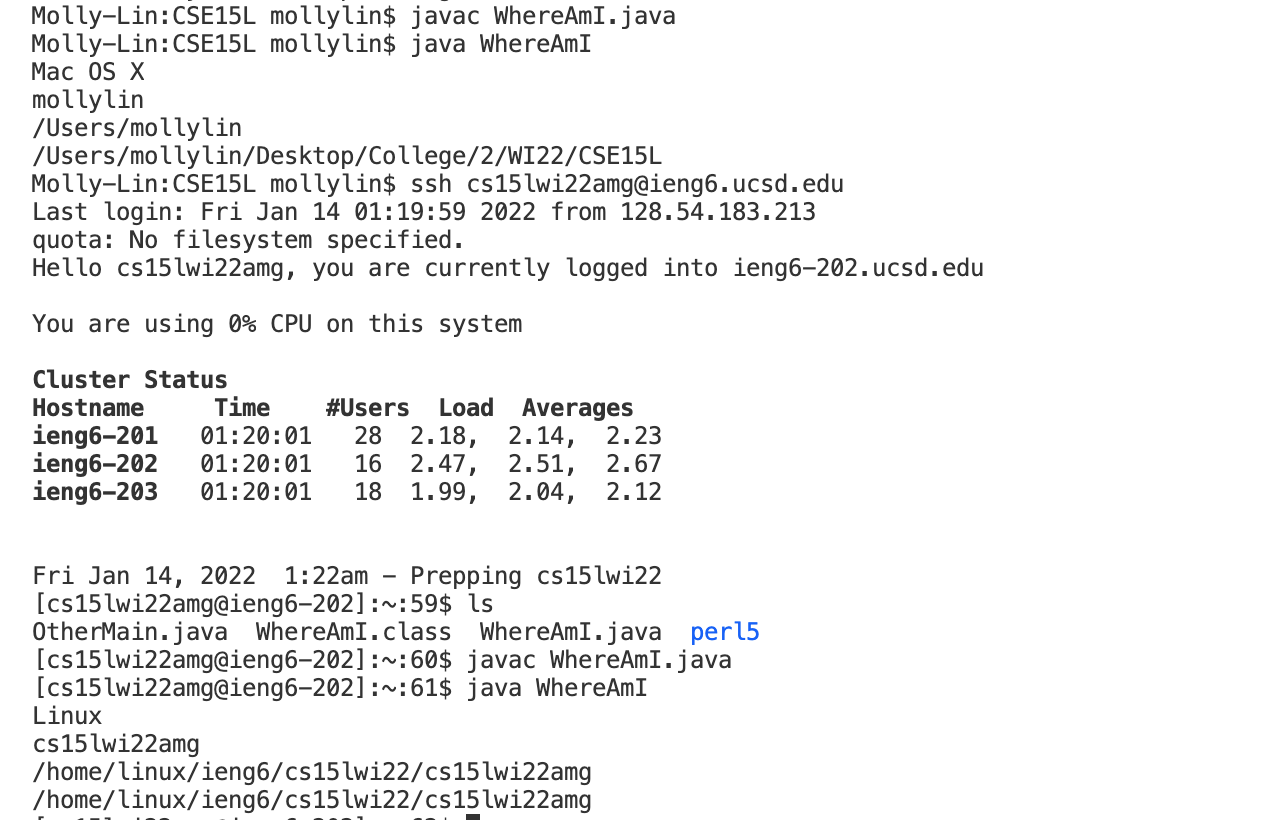 Molly-Lin:CSE15L mollylin$ javac WhereAmI.java
Molly-Lin:CSE15L mollylin$ java WhereAmI
Mac OS X
mollylin
/Users/mollylin
/Users/mollylin/Desktop/College/2/WI22/CSE15L
Molly-Lin:CSE15L mollylin$ ssh cs15lwi22amg@ieng6.ucsd.edu
Last login: Fri Jan 14 01:19:59 2022 from 128.54.183.213
quota: No filesystem specified.
Hello cs15lwi22amg, you are currently logged into ieng6-202.ucsd.edu
You are using 0% CPU on this system
Cluster Status
Hostname     Time    #Users  Load  Averages
ieng6-201   01:20:01   28  2.18,  2.14,  2.23
ieng6-202   01:20:01   16  2.47,  2.51,  2.67
ieng6-203   01:20:01   18  1.99,  2.04,  2.12
Fri Jan 14, 2022  1:22am - Prepping cs15lwi22
[cs15lwi22amg@ieng6-202]:~:59$ ls
OtherMain.java  WhereAmI.class  WhereAmI.java  perl5
[cs15lwi22amg@ieng6-202]:~:60$ javac WhereAmI.java
[cs15lwi22amg@ieng6-202]:~:61$ java WhereAmI
Linux
cs15lwi22amg
/home/linux/ieng6/cs15lwi22/cs15lwi22amg
/home/linux/ieng6/cs15lwi22/cs15lwi22amg